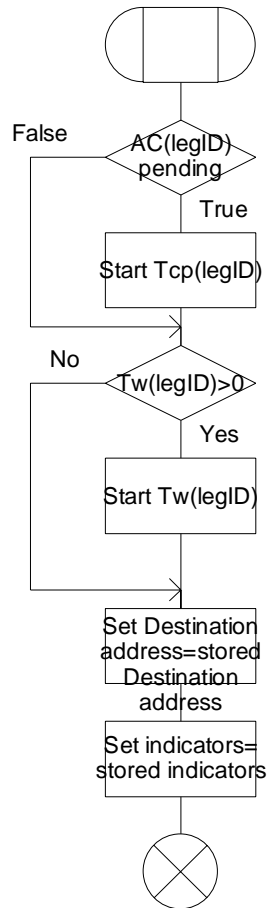 False
AC(legID)
pending
True
Start Tcp(legID)
No
Tw(legID)>0
Yes
Start Tw(legID)
Set Destination
address=stored
Destination
address
Set indicators=
stored indicators